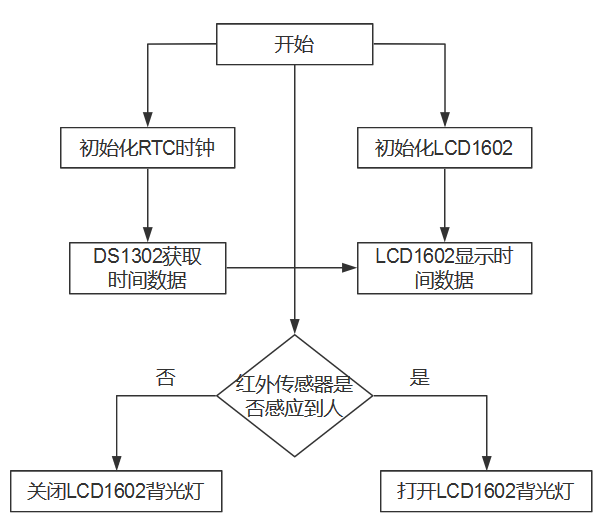 开始
初始化RTC时钟
初始化LCD1602
DS1302获取
时间数据
LCD1602显示时
间数据
否
红外传感器是
否感应到人
是
关闭LCD1602背光灯
打开LCD1602背光灯